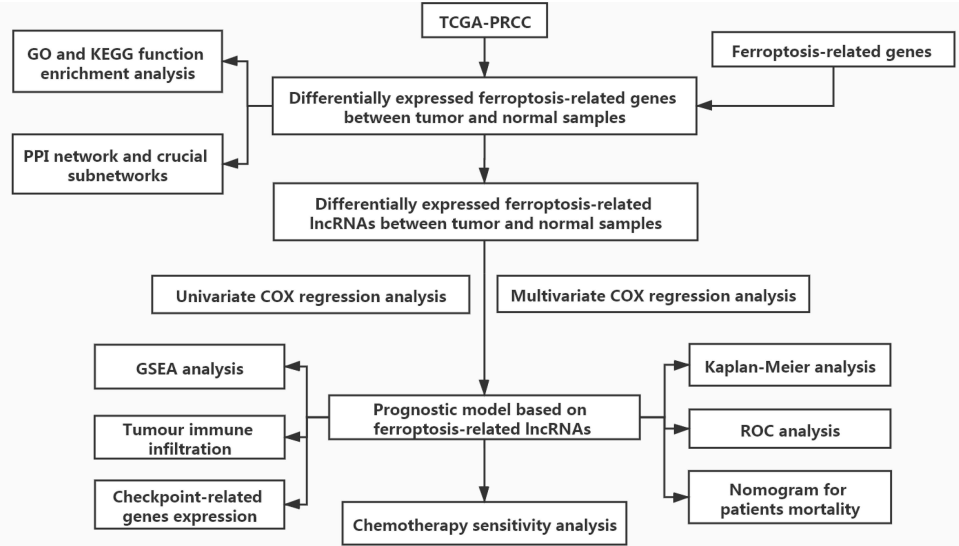 TCGA-PRCC
GO and KEGG function
enrichment analysis
Ferroptosis-related genes
Differentially expressed ferroptosis-related genes
between tumor and normal samples
PPI network and crucial
subnetworks
Differentially expressed ferroptosis-related
lncRNAs between tumor and normal samples
Univariate COX regression analysis
Multivariate COX regression analysis
GSEA analysis
Kaplan-Meier analysis
Prognostic model based on
ferroptosis-related lncRNAs
Tumour immune
infiltration
ROC analysis
Checkpoint-related
genes expression
Nomogram for
patients mortality
Chemotherapy sensitivity analysis